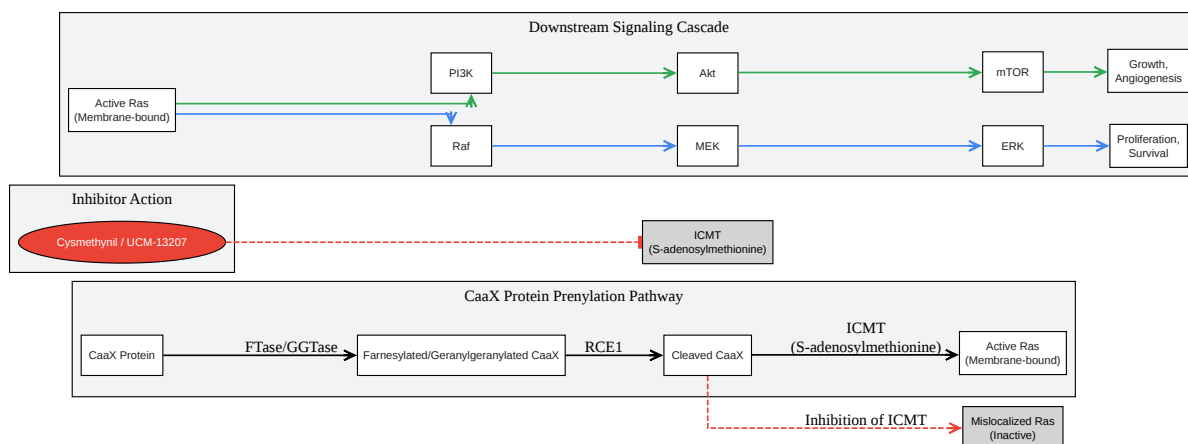 Downstream Signaling Cascade
PI3K
Akt
mTOR
Growth,
Angiogenesis
Active Ras
(Membrane-bound)
Raf
MEK
ERK
Proliferation,
Survival
Inhibitor Action
Cysmethynil / UCM-13207
ICMT
(S-adenosylmethionine)
CaaX Protein Prenylation Pathway
CaaX Protein
FTase/GGTase
Farnesylated/Geranylgeranylated CaaX
RCE1
Cleaved CaaX
ICMT
(S-adenosylmethionine)
Active Ras
(Membrane-bound)
Inhibition of ICMT
Mislocalized Ras
(Inactive)